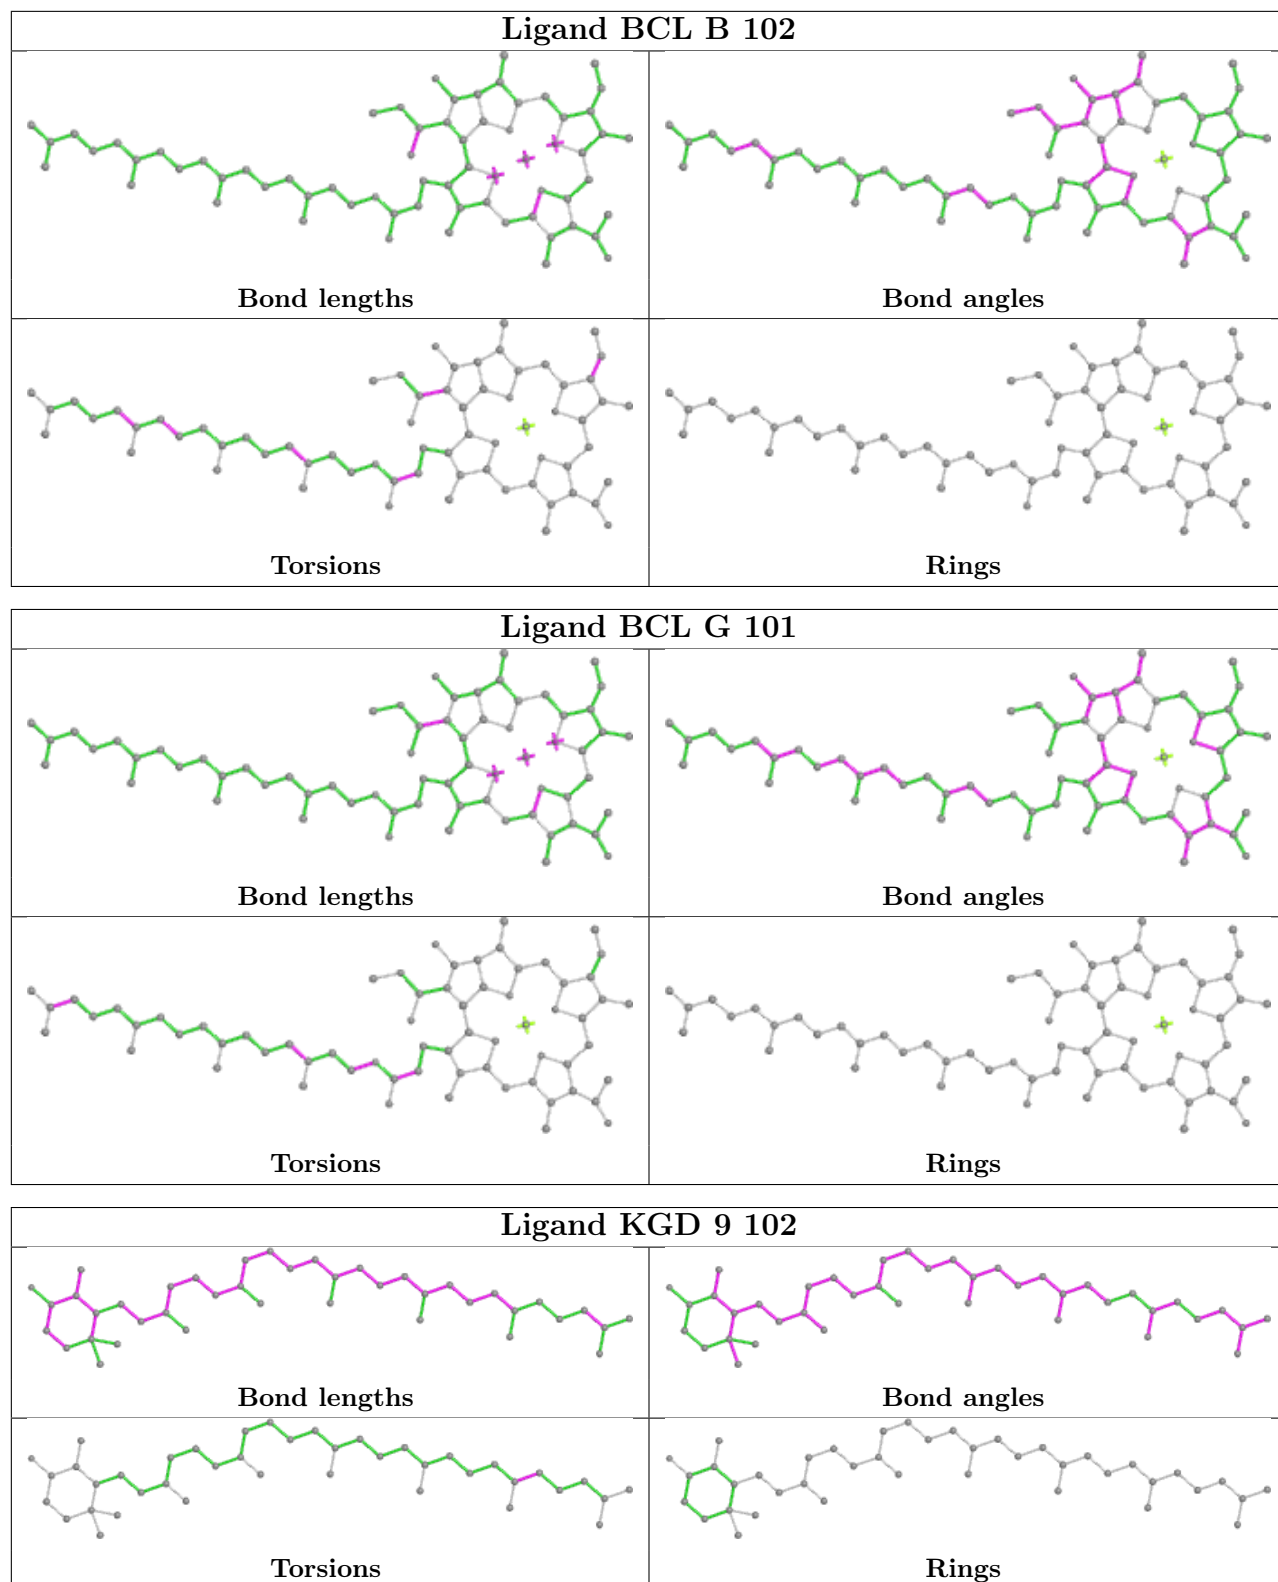 Ligand BCL B 102
Bond lengths
Bond angles
Torsions
Rings
Ligand BCL G 101
Bond lengths
Bond angles
Torsions
Rings
Ligand KGD 9 102
Bond lengths
Bond angles
Torsions
Rings